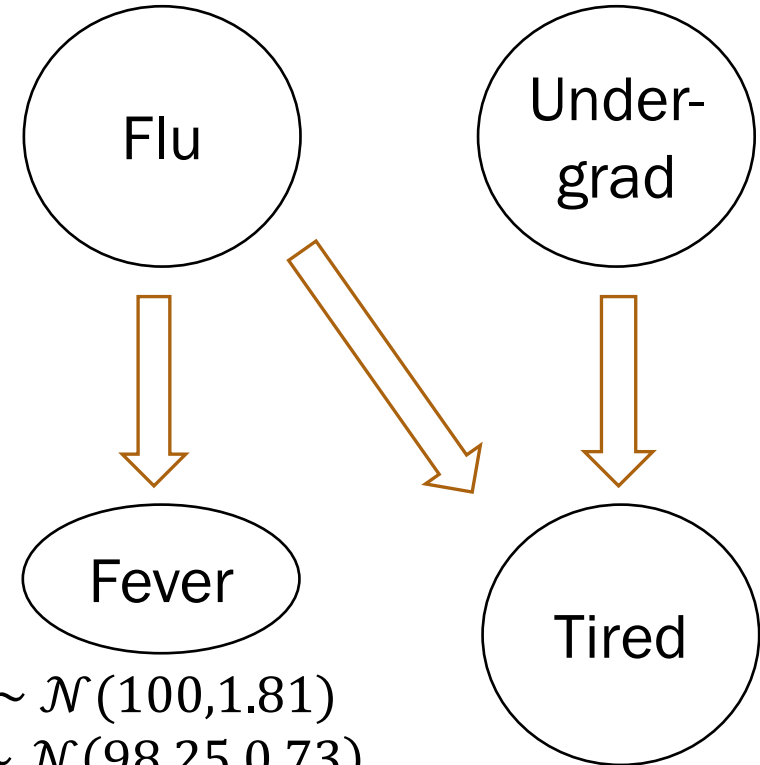 Flu
Under-
grad
Fever
Tired
~ 𝒩(100,1.81)
~ 𝒩(98.25,0.73)